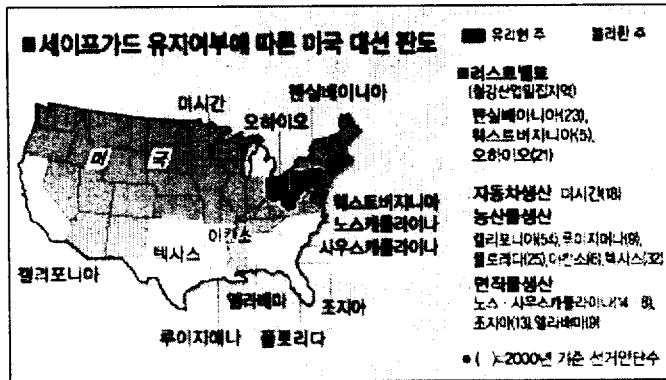 ■ 세이프가드 유지여부에 따른 미국 대선 판도
유리한 주 불리한 주
■러스트벨트
(철강산업밀집지역)
펜실베이니아(23),
웨스트버지니아(5),
오하이오(21)
자동차생산 미시간(18)
농산물생산
캘리포니아(54), 루이지애나(9),
플로리다(25), 아칸소(6), 텍사스(32)
면직물생산
노스·사우스캐롤라이나(14·8),
조지아(13), 앨라배마(9)
● ( )는 2000년 기준 선거인단수
펜실베이니아
미시간
오하이오
미 국
웨스트버지니아
노스캐롤라이나
사우스캐롤라이나
아칸소
텍사스
캘리포니아
앨라배마
조지아
루이지애나 플로리다